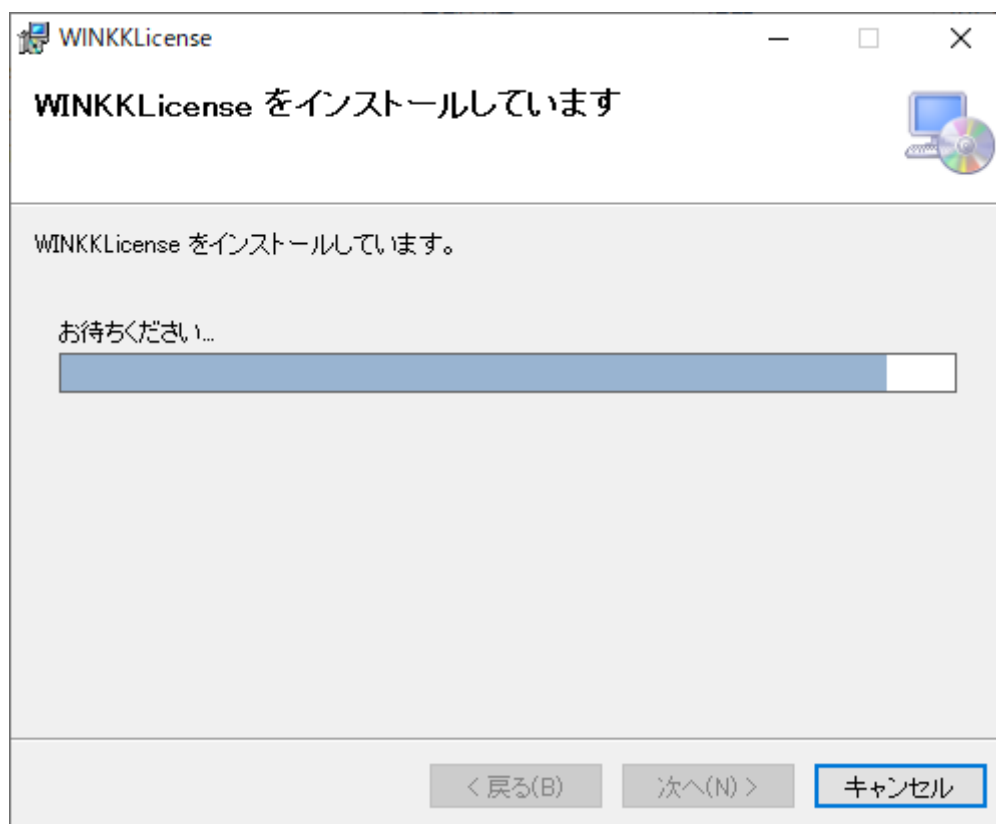 WINKKLicense
WINKKLicense をインストールしています
WINKKLicense をインストールしています。
お待ちください...
< 戻る(B)
次へ(N) >
キャンセル